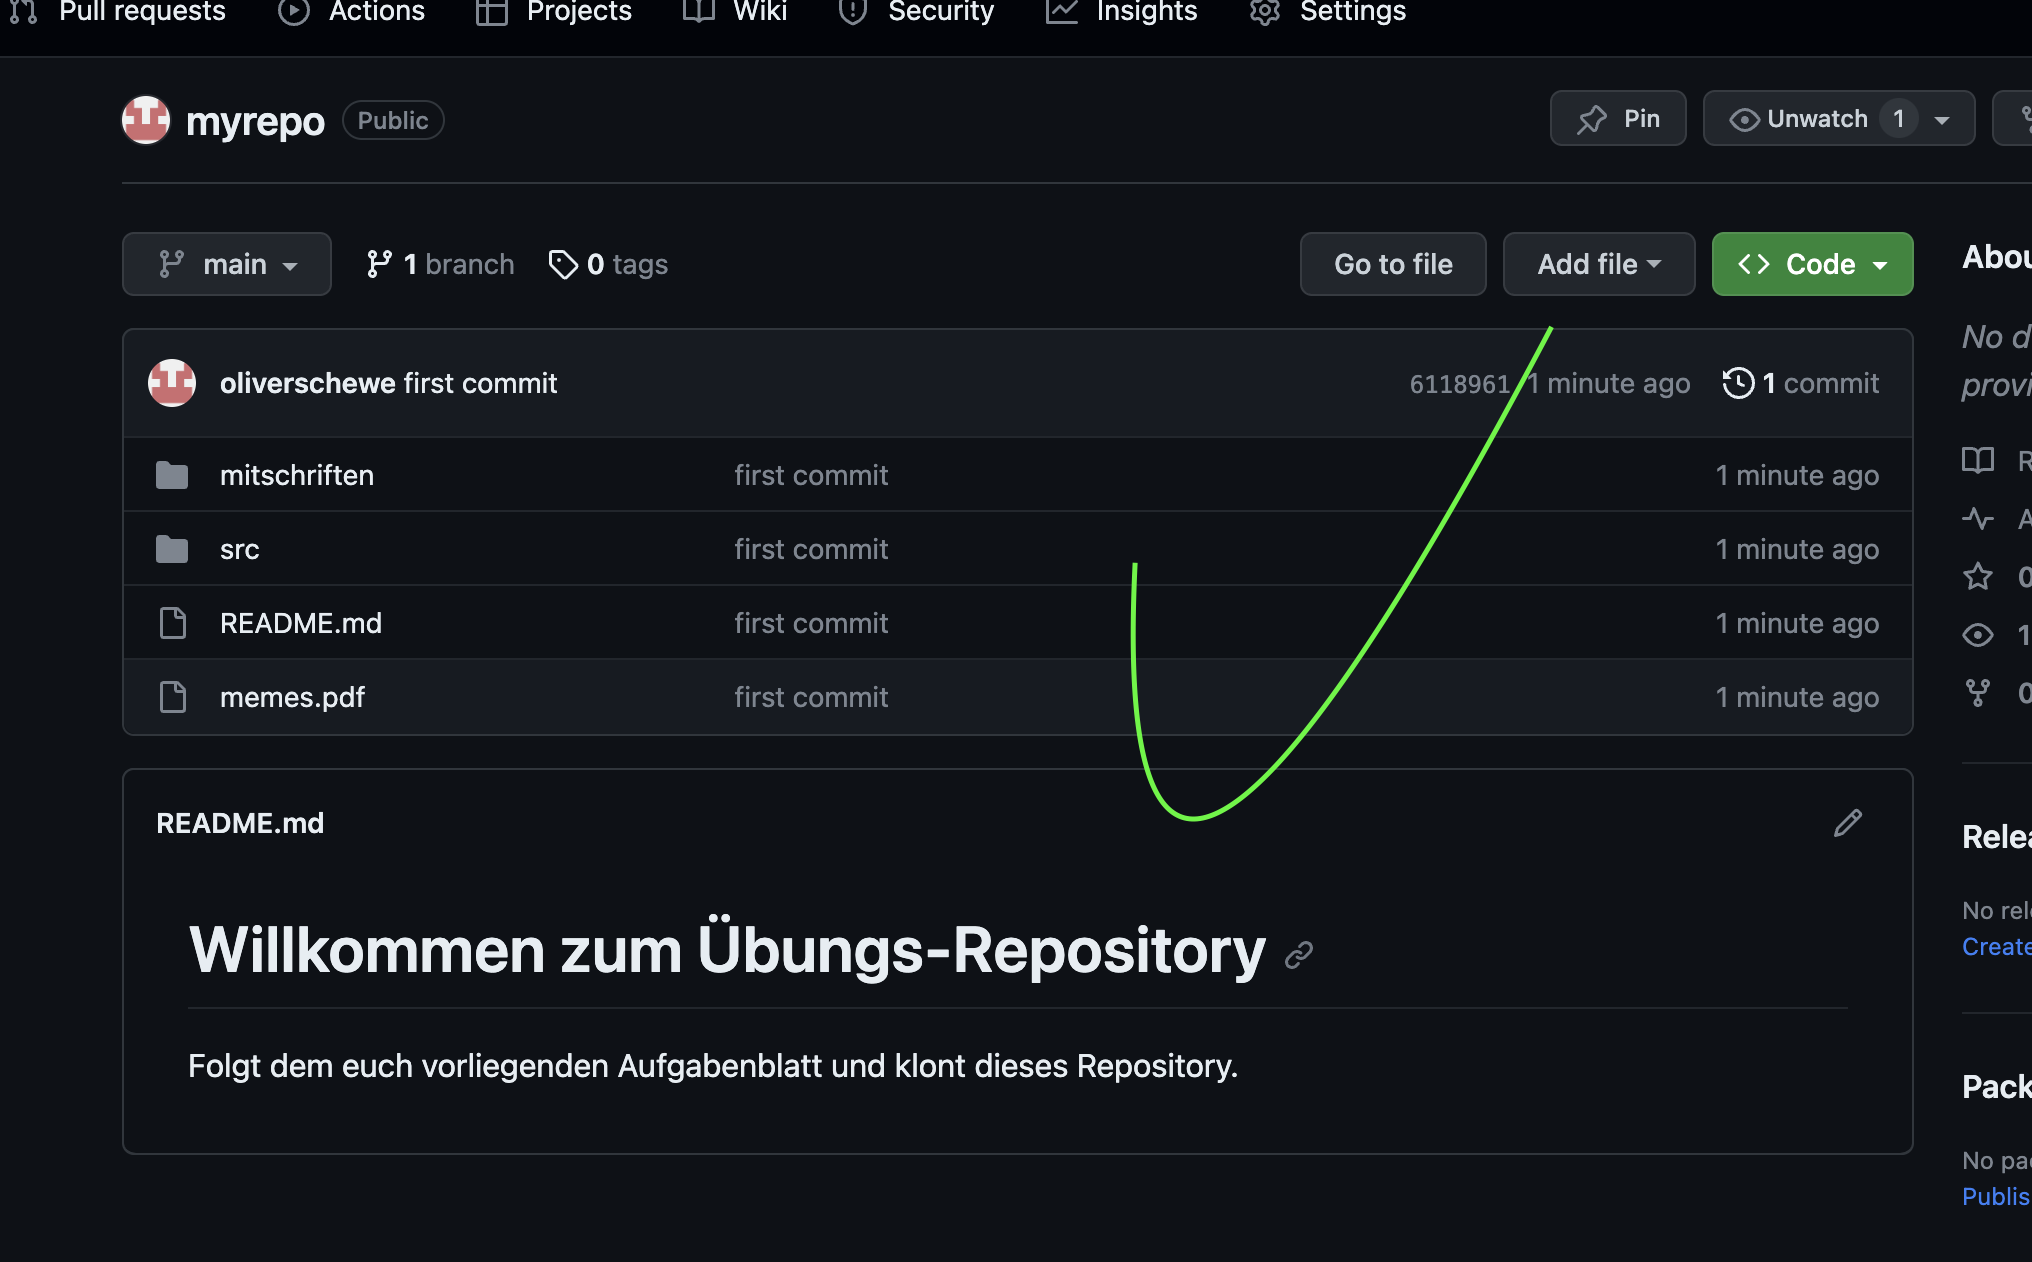 Pull requests Actions Projects Wiki Security Insights Settings
myrepo Public Pin Unwatch 1
main 1 branch 0 tags Go to file Add file Code
oliverschewe first commit 6118961 1 minute ago 1 commit
mitschriften first commit 1 minute ago
src first commit 1 minute ago
README.md first commit 1 minute ago
memes.pdf first commit 1 minute ago
README.md
Willkommen zum Übungs-Repository
Folgt dem euch vorliegenden Aufgabenblatt und klont dieses Repository.
Abou
No d
provi
R
A
0
1
0
Relea
No rele
Create
Pack
No pac
Publis